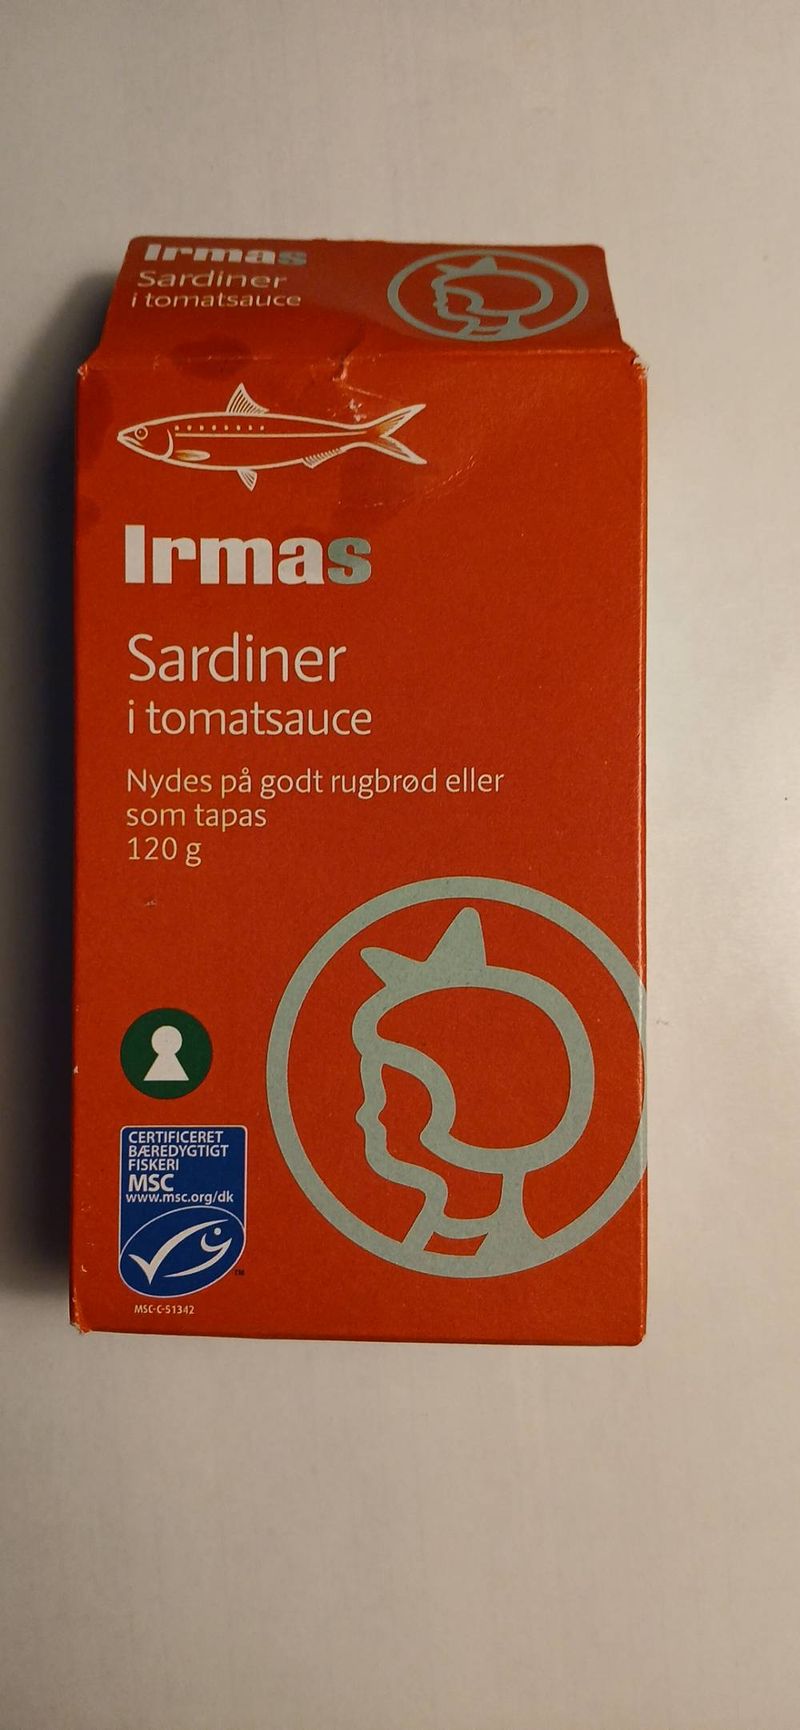 Irmas
Sardiner
i tomatsauce
Irmas
Sardiner
i tomatsauce
Nydes på godt rugbrød eller
som tapas
120 g
CERTIFICERET
BÆREDYGTIGT
FISKERI
MSC
www.msc.org/dk
TM
MSC-C-51342